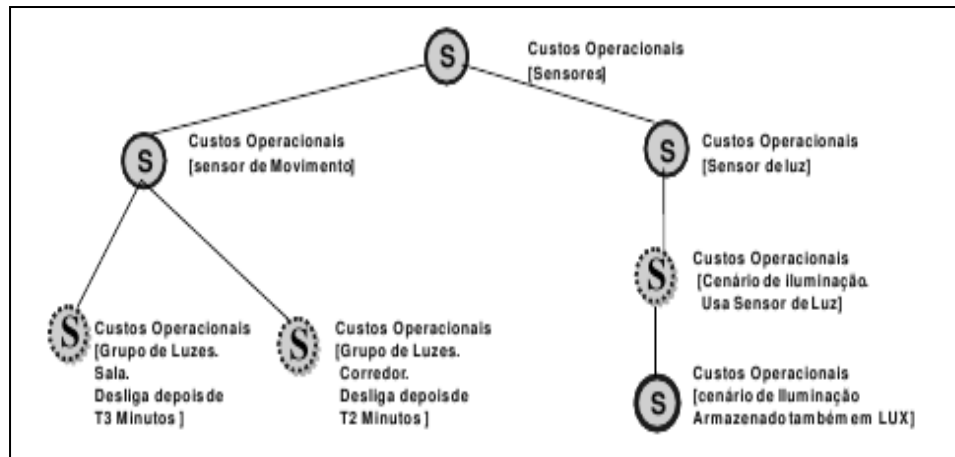 S
Custos Operacionais
[Sensores]
S
Custos Operacionais
[sensor de Movimento]
S
Custos Operacionais
[Sensor de luz]
S
Custos Operacionais
[Cenário de Iluminação.
Usa Sensor de Luz]
S
Custos Operacionais
[Grupo de Luzes.
Sala.
Desliga depois de
T3 Minutos ]
S
Custos Operacionais
[Grupo de Luzes.
Corredor.
Desliga depois de
T2 Minutos ]
S
Custos Operacionais
[cenário de Iluminação
Armazenado também em LUX]